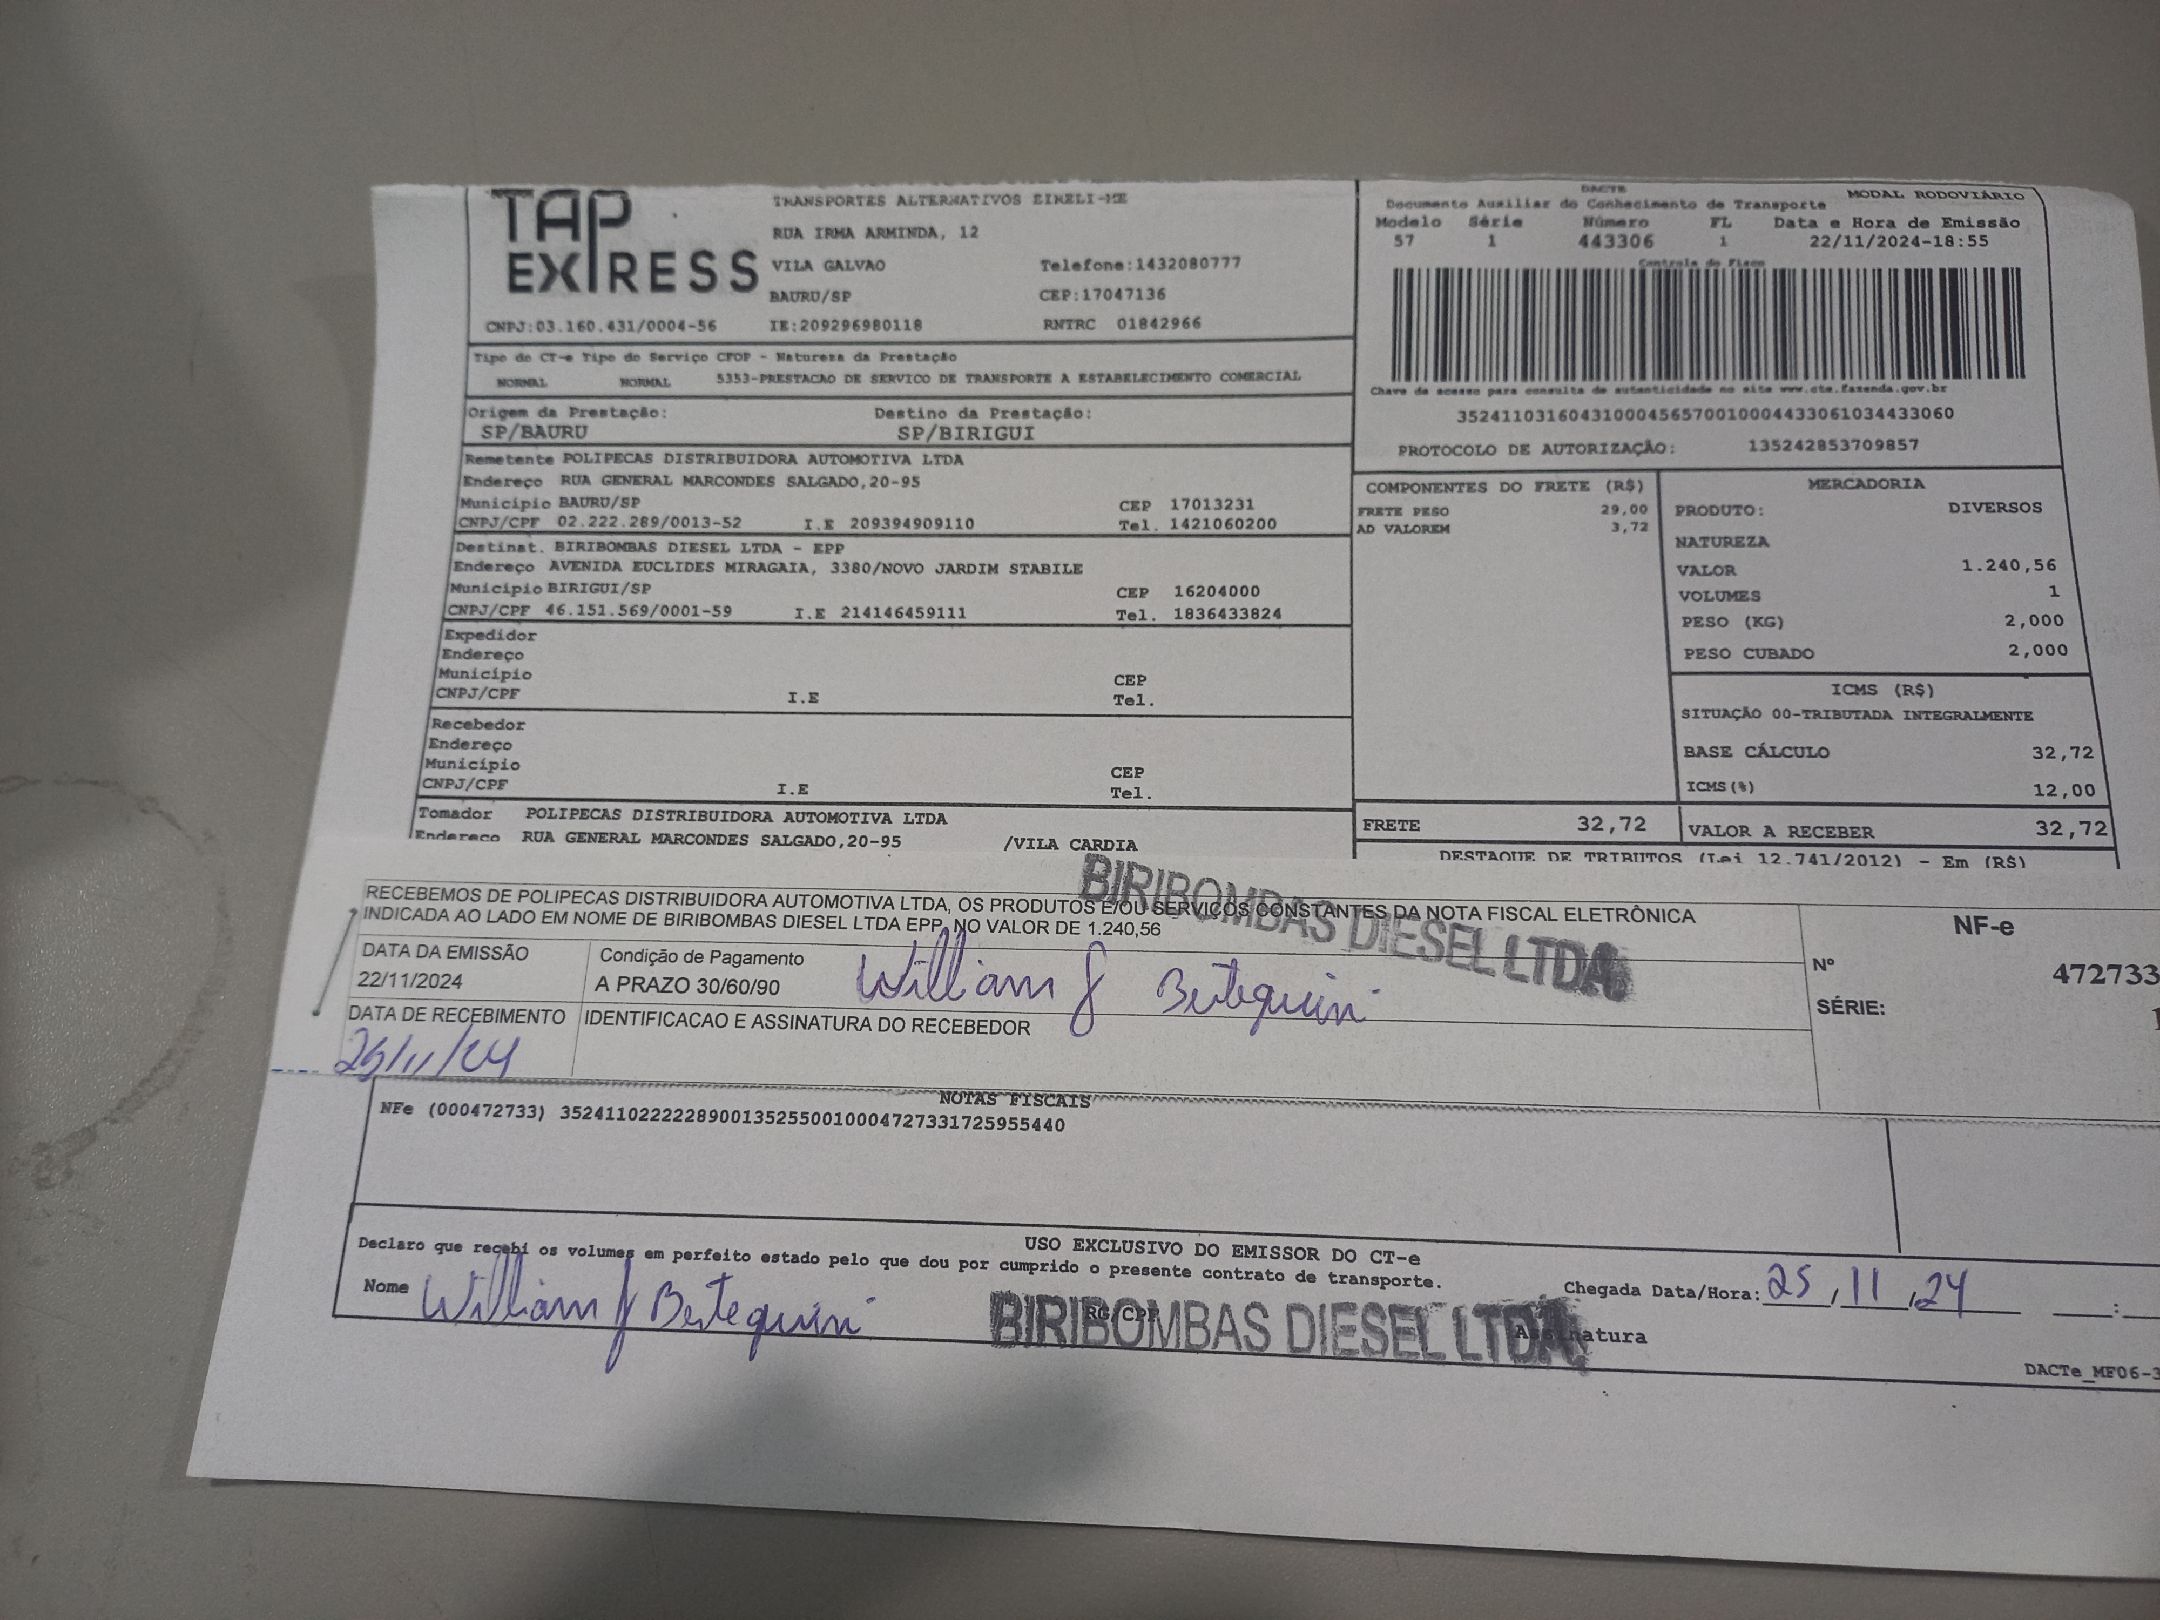 TAP EXPRESS
TRANSPORTES ALTERNATIVOS EIRELI-ME
RUA IRMA ARMINDA, 12
VILA GALVAO Telefone:1432080777
BAURU/SP CEP:17047136
CNPJ:03.160.431/0004-56 IE:209296980118 RNTRC 01842966
DACTE MODAL RODOVIÁRIO
Documento Auxiliar do Conhecimento de Transporte
Modelo Série Número FL Data e Hora de Emissão
57 1 443306 1 22/11/2024-18:55
Controle do Fisco
Chave de acesso para consulta de autenticidade no site www.cte.fazenda.gov.br
35241103160431000456570010004433061034433060
PROTOCOLO DE AUTORIZAÇÃO: 135242853709857
Tipo do CT-e Tipo do Serviço CFOP - Natureza da Prestação
NORMAL NORMAL 5353-PRESTACAO DE SERVICO DE TRANSPORTE A ESTABELECIMENTO COMERCIAL
Origem da Prestação: Destino da Prestação:
SP/BAURU SP/BIRIGUI
Remetente POLIPECAS DISTRIBUIDORA AUTOMOTIVA LTDA
Endereço RUA GENERAL MARCONDES SALGADO,20-95
Municipio BAURU/SP CEP 17013231
CNPJ/CPF 02.222.289/0013-52 I.E 209394909110 Tel. 1421060200
Destinat. BIRIBOMBAS DIESEL LTDA - EPP
Endereço AVENIDA EUCLIDES MIRAGAIA, 3380/NOVO JARDIM STABILE
Municipio BIRIGUI/SP CEP 16204000
CNPJ/CPF 46.151.569/0001-59 I.E 214146459111 Tel. 1836433824
Expedidor
Endereço
Município CEP
CNPJ/CPF I.E Tel.
Recebedor
Endereço
Município CEP
CNPJ/CPF I.E Tel.
Tomador POLIPECAS DISTRIBUIDORA AUTOMOTIVA LTDA
Endereço RUA GENERAL MARCONDES SALGADO,20-95 /VILA CARDIA
COMPONENTES DO FRETE (R$)
FRETE PESO 29,00
AD VALOREM 3,72
FRETE 32,72
MERCADORIA
PRODUTO: DIVERSOS
NATUREZA
VALOR 1.240,56
VOLUMES 1
PESO (KG) 2,000
PESO CUBADO 2,000
ICMS (R$)
SITUAÇÃO 00-TRIBUTADA INTEGRALMENTE
BASE CÁLCULO 32,72
ICMS(%) 12,00
VALOR A RECEBER 32,72
DESTAQUE DE TRIBUTOS (Lei 12.741/2012) - Em (R$)
BIRIBOMBAS DIESEL LTDA
RECEBEMOS DE POLIPECAS DISTRIBUIDORA AUTOMOTIVA LTDA, OS PRODUTOS E/OU SERVIÇOS CONSTANTES DA NOTA FISCAL ELETRÔNICA
INDICADA AO LADO EM NOME DE BIRIBOMBAS DIESEL LTDA EPP, NO VALOR DE 1.240,56
DATA DA EMISSÃO Condição de Pagamento
22/11/2024 A PRAZO 30/60/90
William J Bertequini
DATA DE RECEBIMENTO IDENTIFICACAO E ASSINATURA DO RECEBEDOR
25/11/24
NF-e
Nº 472733
SÉRIE: 1
NOTAS FISCAIS
NFe (000472733) 35241102222289001352550010004727331725955440
USO EXCLUSIVO DO EMISSOR DO CT-e
Declaro que recebi os volumes em perfeito estado pelo que dou por cumprido o presente contrato de transporte.
Nome William J Bertequini RG/CPF Chegada Data/Hora: 25,11,24 :
BIRIBOMBAS DIESEL LTDA
Assinatura
DACTe_MF06-3